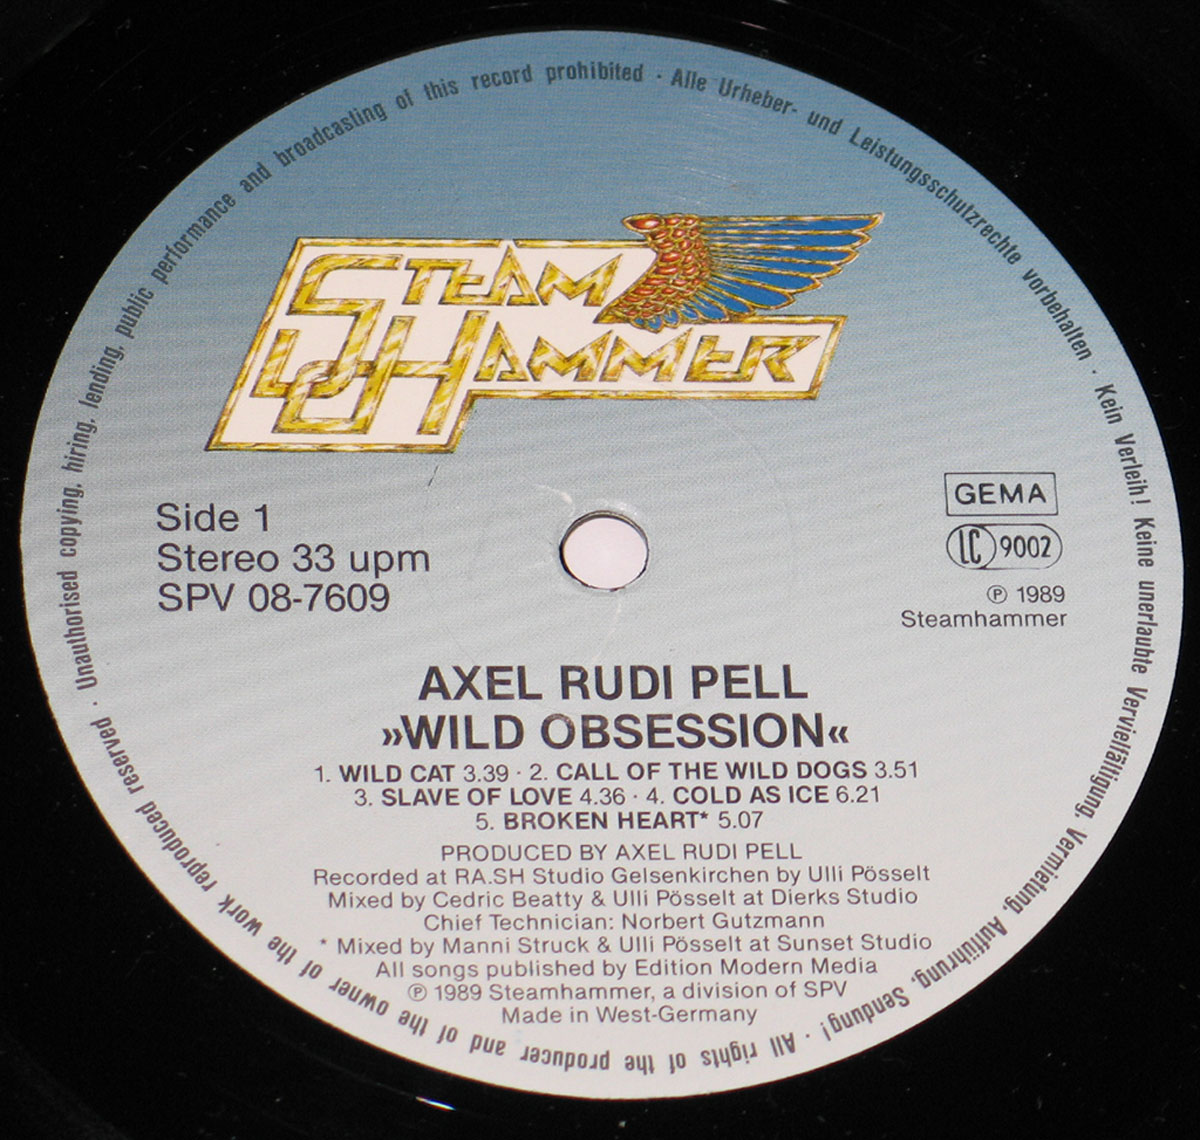 Unauthorised copying, hiring, lending, public performance and broadcasting of this record prohibited · Alle Urheber- und Leistungsschutzrechte vorbehalten · Kein Verleih! Keine unerlaubte Vervielfältigung, Vermietung, Aufführung, Sendung! · All rights of the producer and of the owner of the work reproduced reserved ·
STEAM
HAMMER
Side 1
Stereo 33 upm
SPV 08-7609
GEMA
LC 9002
℗ 1989
Steamhammer
AXEL RUDI PELL
»WILD OBSESSION«
1. WILD CAT 3.39 · 2. CALL OF THE WILD DOGS 3.51
3. SLAVE OF LOVE 4.36 · 4. COLD AS ICE 6.21
5. BROKEN HEART* 5.07
PRODUCED BY AXEL RUDI PELL
Recorded at RA.SH Studio Gelsenkirchen by Ulli Pösselt
Mixed by Cedric Beatty & Ulli Pösselt at Dierks Studio
Chief Technician: Norbert Gutzmann
* Mixed by Manni Struck & Ulli Pösselt at Sunset Studio
All songs published by Edition Modern Media
℗ 1989 Steamhammer, a division of SPV
Made in West-Germany